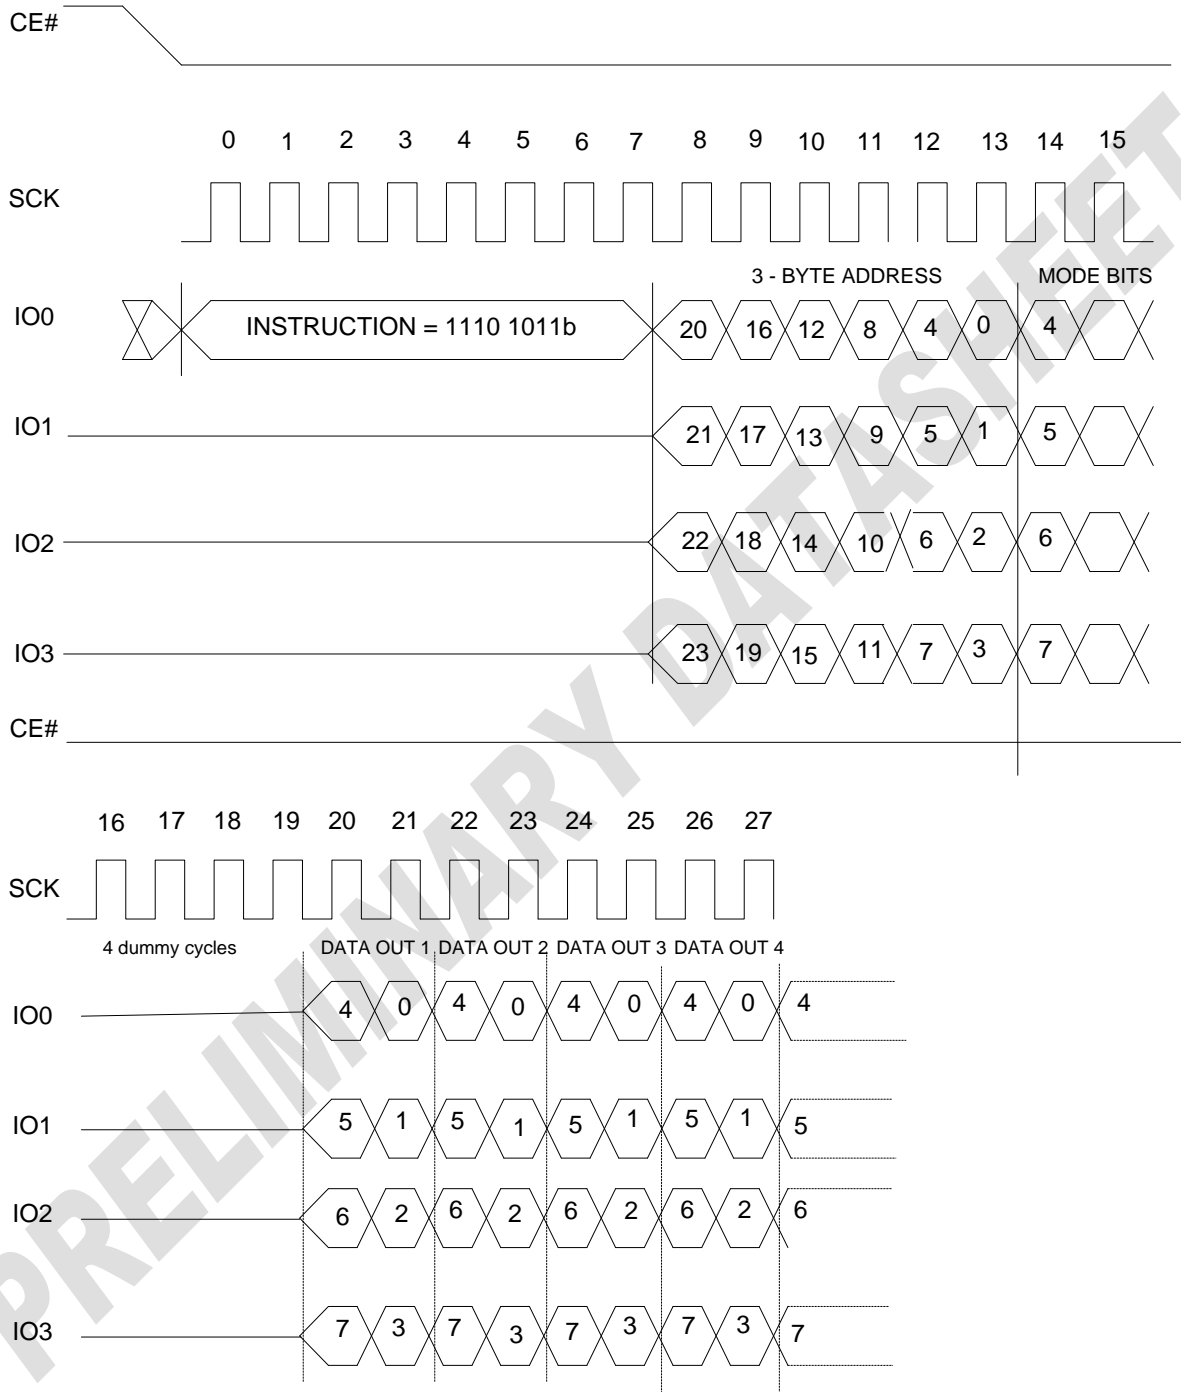 CE#
0 1 2 3 4 5 6 7 8 9 10 11 12 13 14 15
SCK
3 - BYTE ADDRESS MODE BITS
IO0 INSTRUCTION = 1110 1011b 20 16 12 8 4 0 4
IO1 21 17 13 9 5 1 5
IO2 22 18 14 10 6 2 6
IO3 23 19 15 11 7 3 7
CE#
16 17 18 19 20 21 22 23 24 25 26 27
SCK
4 dummy cycles DATA OUT 1 DATA OUT 2 DATA OUT 3 DATA OUT 4
IO0 4 0 4 0 4 0 4 0 4
IO1 5 1 5 1 5 1 5 1 5
IO2 6 2 6 2 6 2 6 2 6
IO3 7 3 7 3 7 3 7 3 7
PRELIMINARY DATASHEET